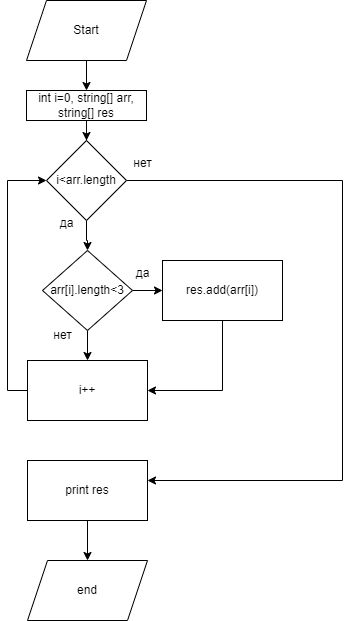 Start
int i=0, string[] arr,
string[] res
нет
i<arr.length
да
да
arr[i].length<3
res.add(arr[i])
нет
i++
print res
end